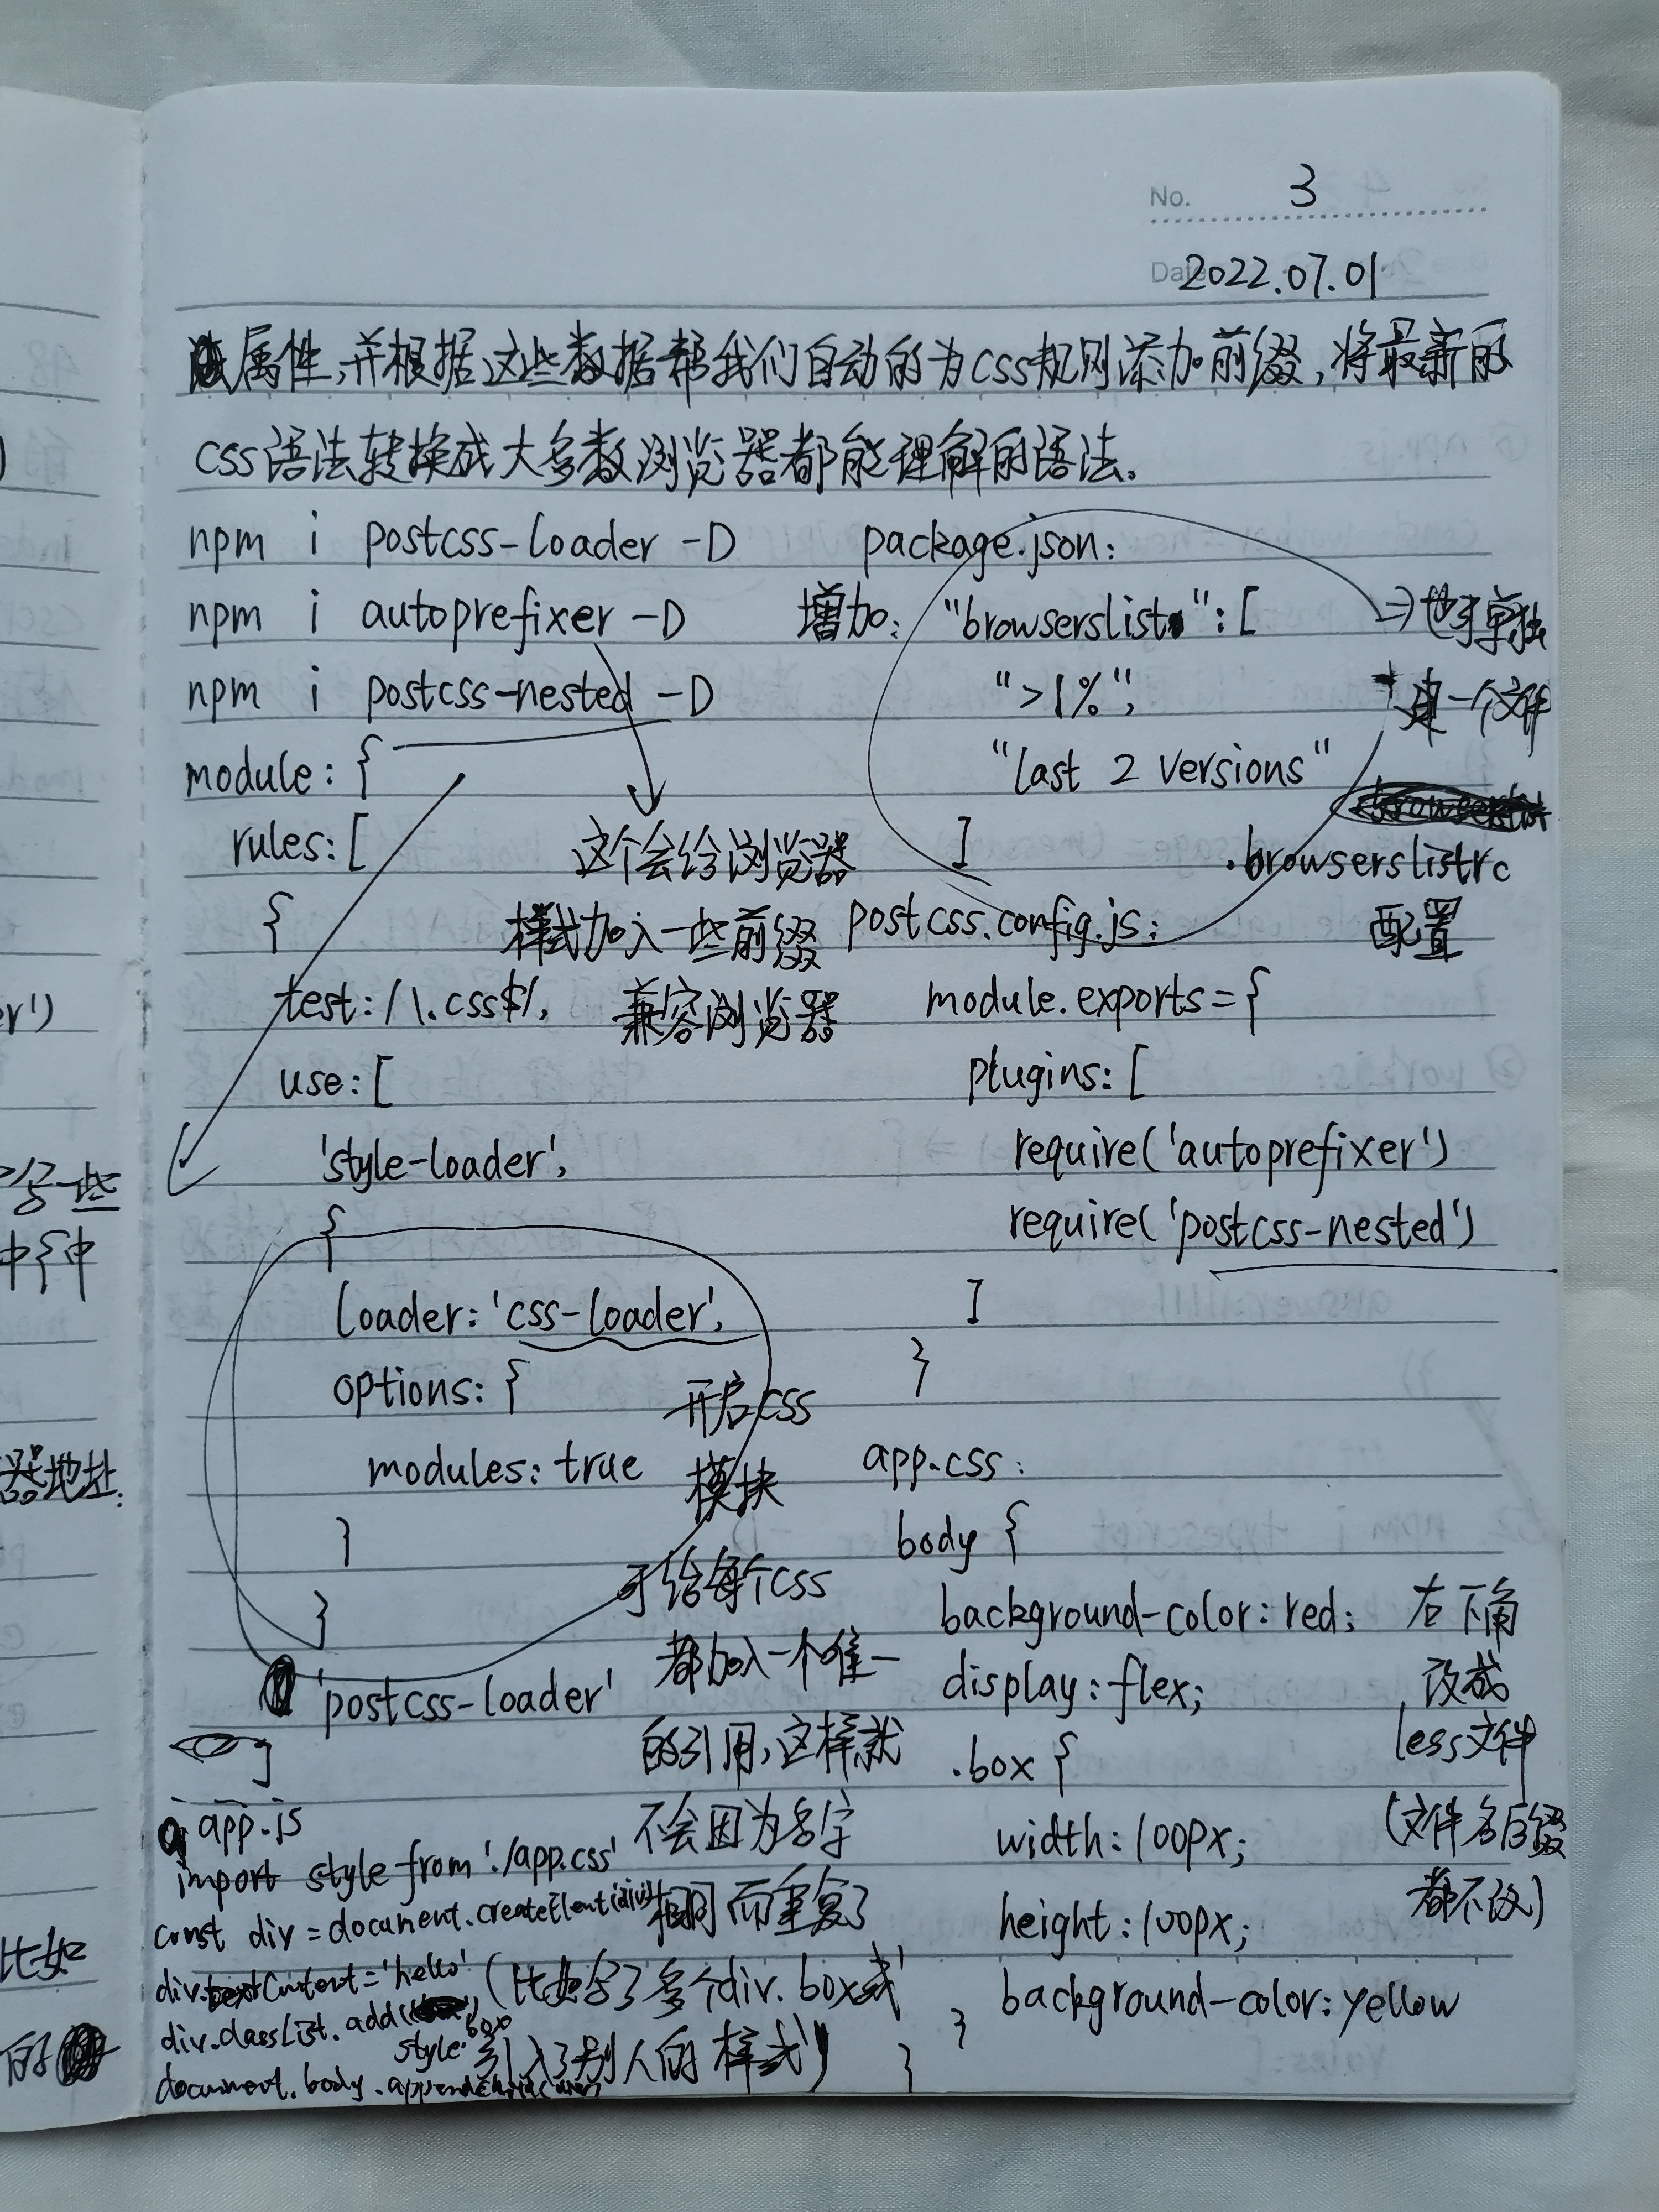 No. 3
Date 2022.07.01
属性,并根据这些数据帮我们自动的为CSS规则添加前缀,将最新的
CSS语法转换成大多数浏览器都能理解的语法。
npm i postcss-loader -D
npm i autoprefixer -D
npm i postcss-nested -D
module: {
rules: [
{
test: /\.css$/,
use: [
'style-loader',
{
loader: 'css-loader',
options: {
modules: true
}
}
'postcss-loader'
]
这个会给浏览器
样式加入一些前缀
兼容浏览器
开启CSS
模块
可给每个CSS
都加入一个唯一
的引用,这样就
不会因为名字
相同而重复了
(比如写了多个div.box或
引入了别人的样式)
app.js
import style from './app.css'
const div = document.createElent('div')
div.textContent='hello'
div.classList.add(
style.box
document.body.appendChild(
package.json:
增加: "browserslist": [
">1%",
"last 2 versions"
]
=> 也可单独
建一个文件
.browserslistrc
配置
postcss.config.js:
module.exports = {
plugins: [
require('autoprefixer')
require('postcss-nested')
]
}
app.css:
body {
background-color: red;
display: flex;
.box {
width: 100px;
height: 100px;
background-color: yellow
}
}
右下角
改成
less文件
(文件名后缀
都不改)
er')
写一些
中{中
器地址:
比如
的